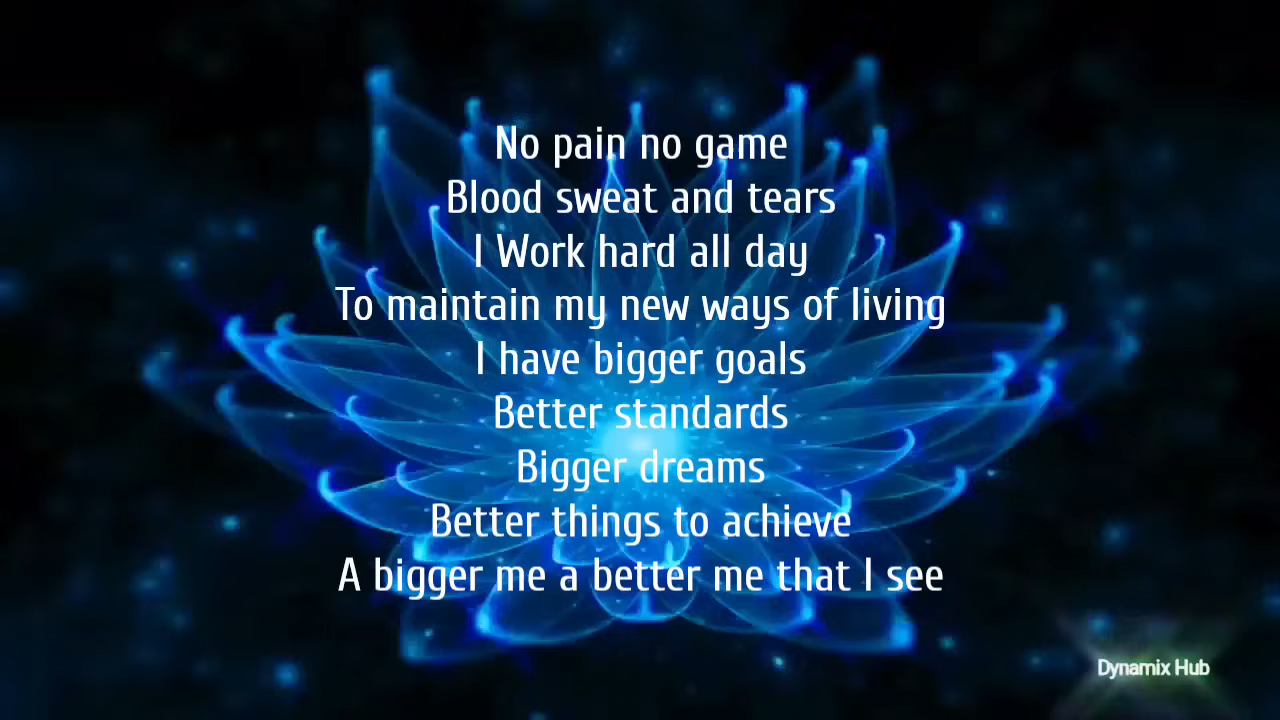 No pain no game
Blood sweat and tears
I Work hard all day
To maintain my new ways of living
I have bigger goals
Better standards
Bigger dreams
Better things to achieve
A bigger me a better me that I see
Dynamix Hub